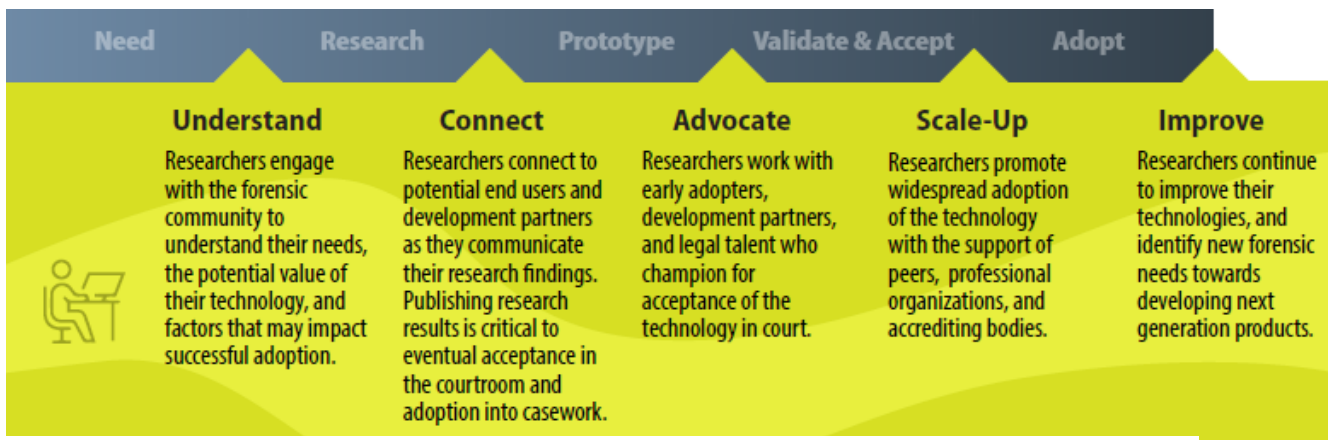 Need Research Prototype Validate & Accept Adopt
Understand
Researchers engage
with the forensic
community to
understand their needs,
the potential value of
their technology, and
factors that may impact
successful adoption.
Connect
Researchers connect to
potential end users and
development partners
as they communicate
their research findings.
Publishing research
results is critical to
eventual acceptance in
the courtroom and
adoption into casework.
Advocate
Researchers work with
early adopters,
development partners,
and legal talent who
champion for
acceptance of the
technology in court.
Scale-Up
Researchers promote
widespread adoption
of the technology
with the support of
peers, professional
organizations, and
accrediting bodies.
Improve
Researchers continue
to improve their
technologies, and
identify new forensic
needs towards
developing next
generation products.